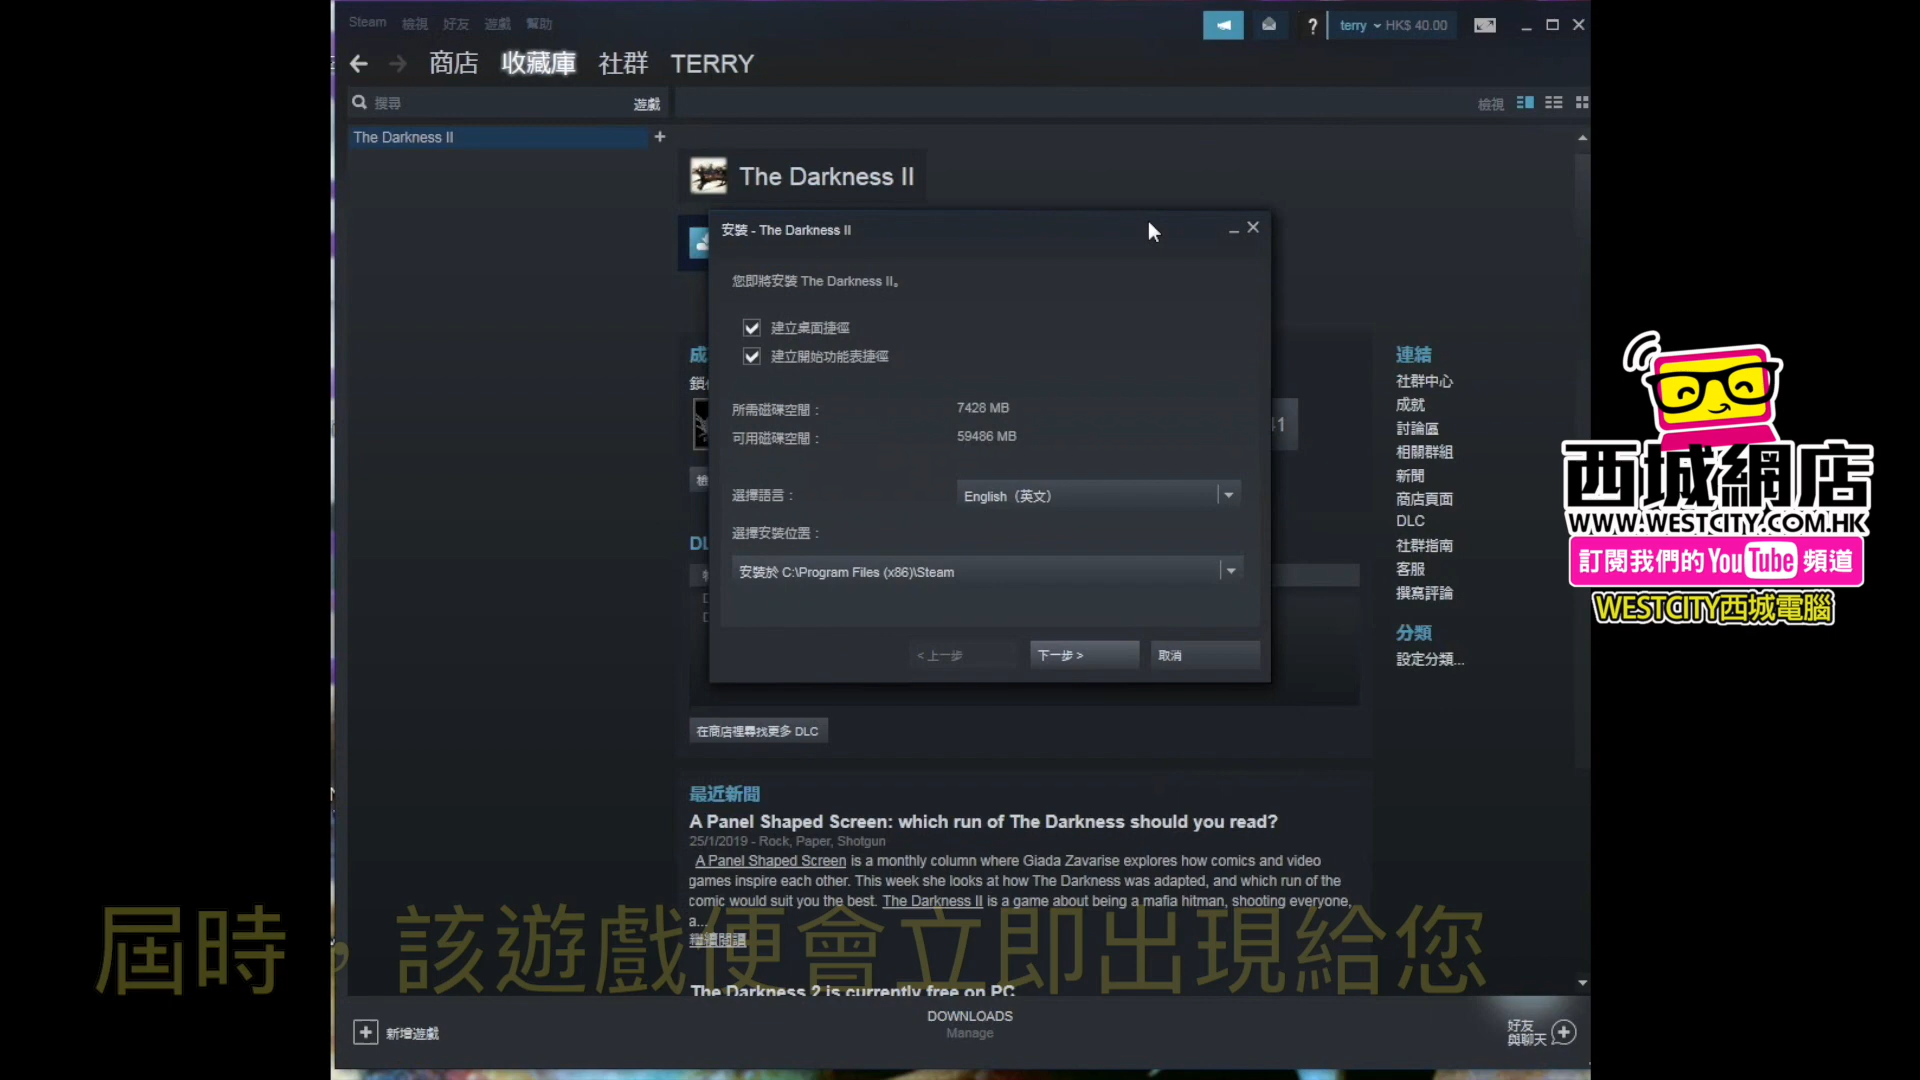 Steam 檢視 好友 遊戲 幫助
? terry HK$ 40.00
商店 收藏庫 社群 TERRY
搜尋 遊戲
檢視
The Darkness II +
The Darkness II
安裝 - The Darkness II
您即將安裝 The Darkness II。
建立桌面捷徑
建立開始功能表捷徑
所需磁碟空間： 7428 MB
可用磁碟空間： 59486 MB
選擇語言： English（英文）
選擇安裝位置：
安裝於 C:\Program Files (x86)\Steam
< 上一步 下一步 > 取消
連結
社群中心
成就
討論區
相關群組
新聞
商店頁面
DLC
社群指南
客服
撰寫評論
分類
設定分類...
在商店裡尋找更多 DLC
最近新聞
A Panel Shaped Screen: which run of The Darkness should you read?
25/1/2019 - Rock, Paper, Shotgun
A Panel Shaped Screen is a monthly column where Giada Zavarise explores how comics and video
games inspire each other. This week she looks at how The Darkness was adapted, and which run of the
comic would suit you the best. The Darkness II is a game about being a mafia hitman, shooting everyone,
a...
繼續閱讀
The Darkness 2 is currently free on PC
屆時，該遊戲便會立即出現給您
新增遊戲
DOWNLOADS
Manage
好友
與聊天
西城網店
WWW.WESTCITY.COM.HK
訂閱我們的YouTube頻道
WESTCITY西城電腦